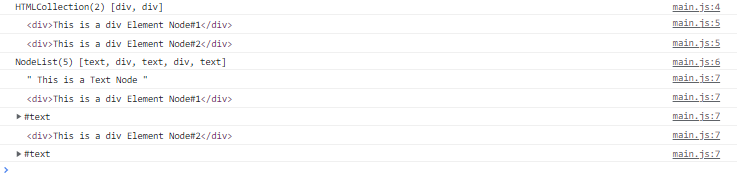 HTMLCollection(2) [div, div] main.js:4
<div>This is a div Element Node#1</div> main.js:5
<div>This is a div Element Node#2</div> main.js:5
NodeList(5) [text, div, text, div, text] main.js:6
" This is a Text Node " main.js:7
<div>This is a div Element Node#1</div> main.js:7
#text main.js:7
<div>This is a div Element Node#2</div> main.js:7
#text main.js:7